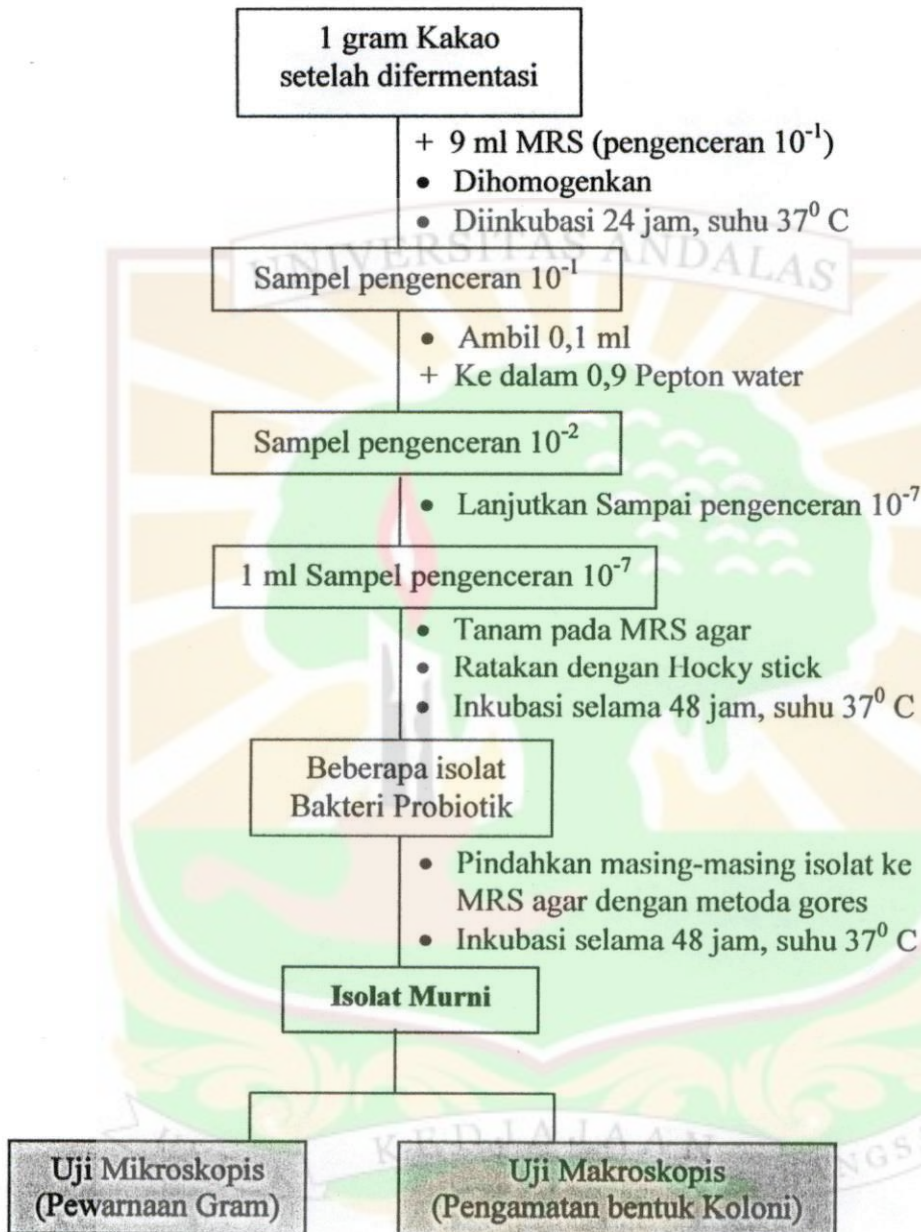 1 gram Kakao
setelah difermentasi
+ 9 ml MRS (pengenceran 10⁻¹)
• Dihomogenkan
• Diinkubasi 24 jam, suhu 37⁰ C
UNIVERSITAS ANDALAS
Sampel pengenceran 10⁻¹
• Ambil 0,1 ml
+ Ke dalam 0,9 Pepton water
Sampel pengenceran 10⁻²
• Lanjutkan Sampai pengenceran 10⁻⁷
1 ml Sampel pengenceran 10⁻⁷
• Tanam pada MRS agar
• Ratakan dengan Hocky stick
• Inkubasi selama 48 jam, suhu 37⁰ C
Beberapa isolat
Bakteri Probiotik
• Pindahkan masing-masing isolat ke
MRS agar dengan metoda gores
• Inkubasi selama 48 jam, suhu 37⁰ C
Isolat Murni
KEDJAJAAN
Uji Mikroskopis
(Pewarnaan Gram)
Uji Makroskopis
(Pengamatan bentuk Koloni)